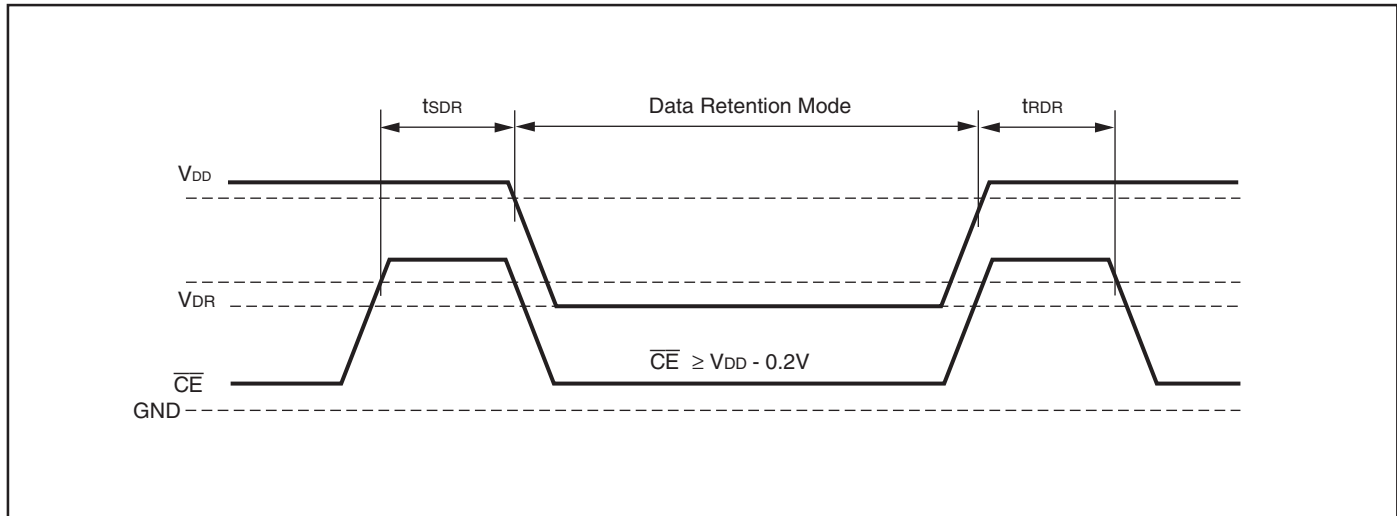 tSDR Data Retention Mode tRDR
VDD
VDR
CE ≥ VDD - 0.2V
CE
GND